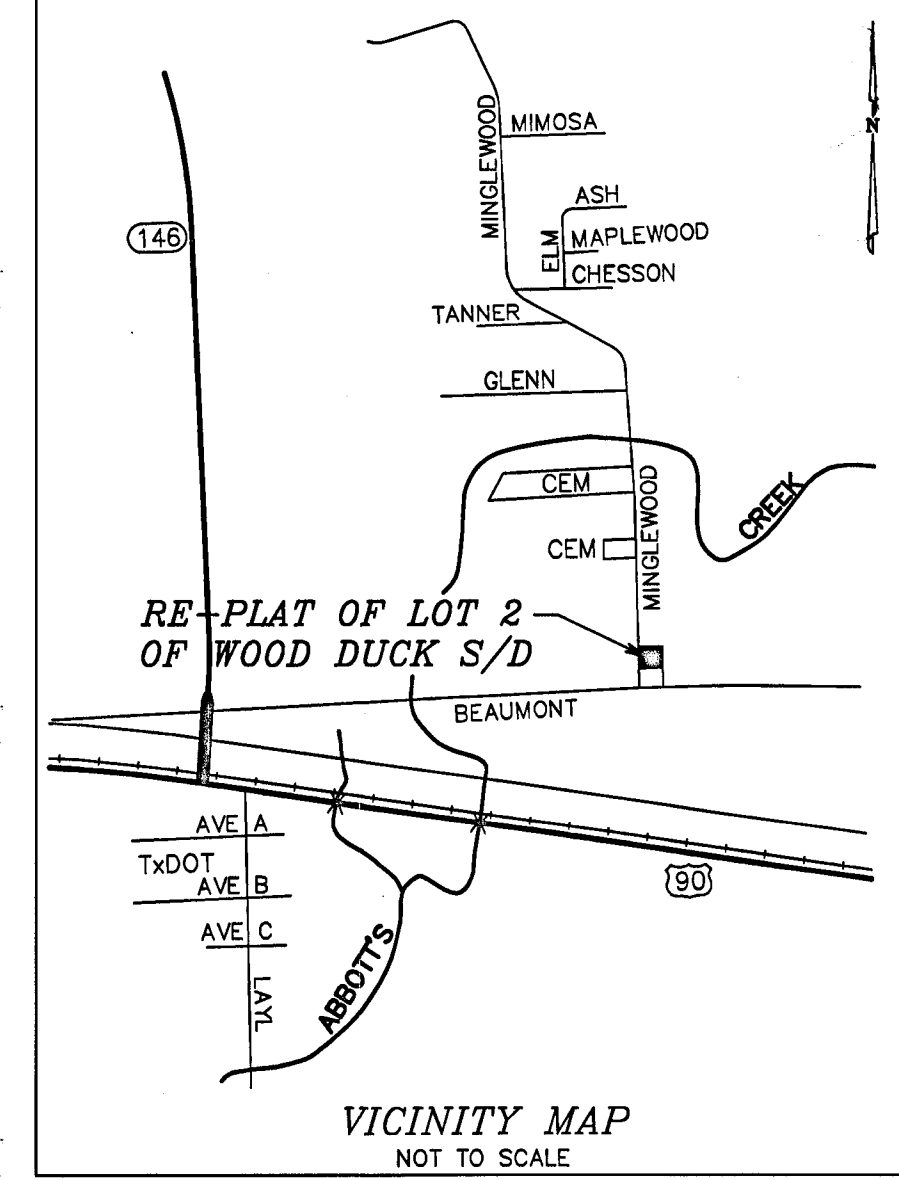 MINGLEWOOD
MIMOSA
N
146
ASH
ELM
MAPLEWOOD
CHESSON
TANNER
GLENN
CEM
MINGLEWOOD
CREEK
CEM
RE-PLAT OF LOT 2
OF WOOD DUCK S/D
BEAUMONT
AVE A
TxDOT
AVE B
90
AVE C
ABBOTT'S
LAYL
VICINITY MAP
NOT TO SCALE